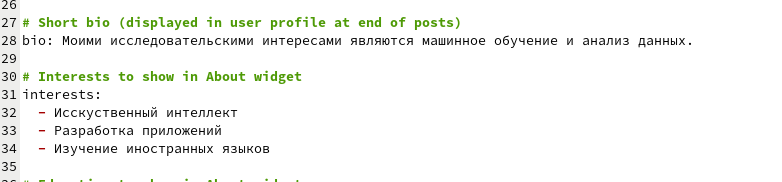 26
27 # Short bio (displayed in user profile at end of posts)
28 bio: Моими исследовательскими интересами являются машинное обучение и анализ данных.
29
30 # Interests to show in About widget
31 interests:
32   - Исскуственный интеллект
33   - Разработка приложений
34   - Изучение иностранных языков
35